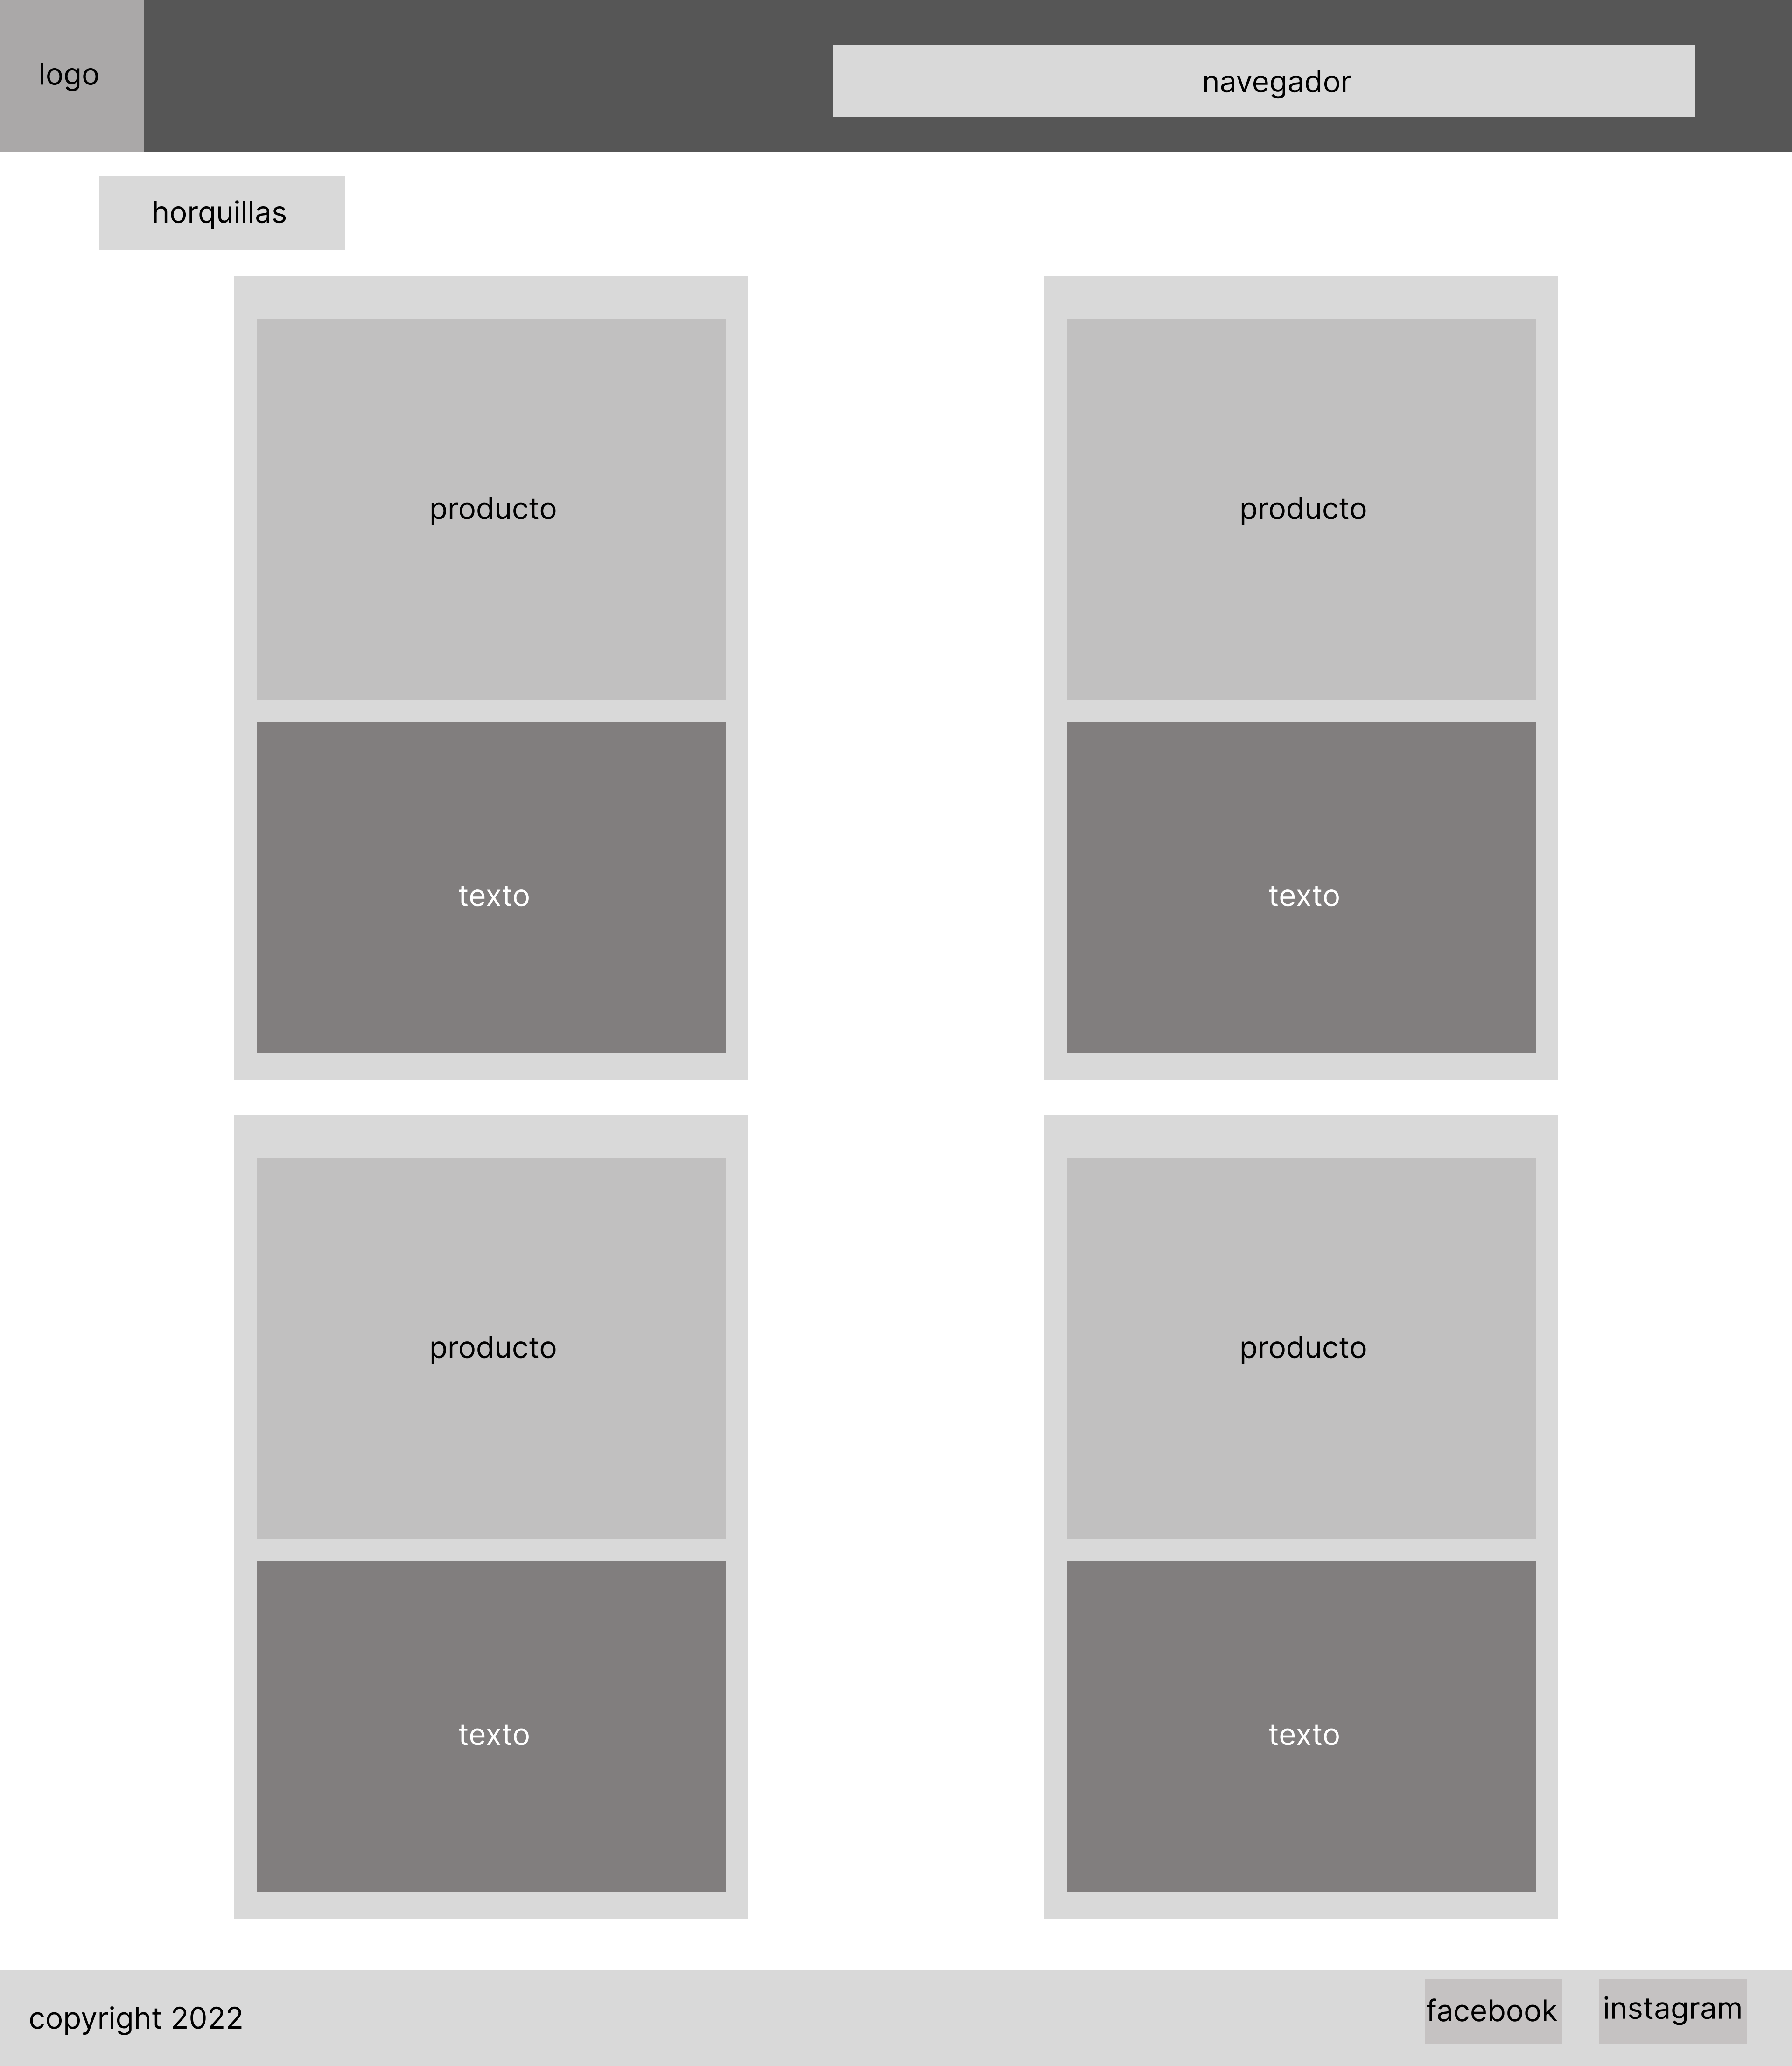 logo
navegador
horquillas
producto
producto
texto
texto
producto
producto
texto
texto
copyright 2022
facebook
instagram